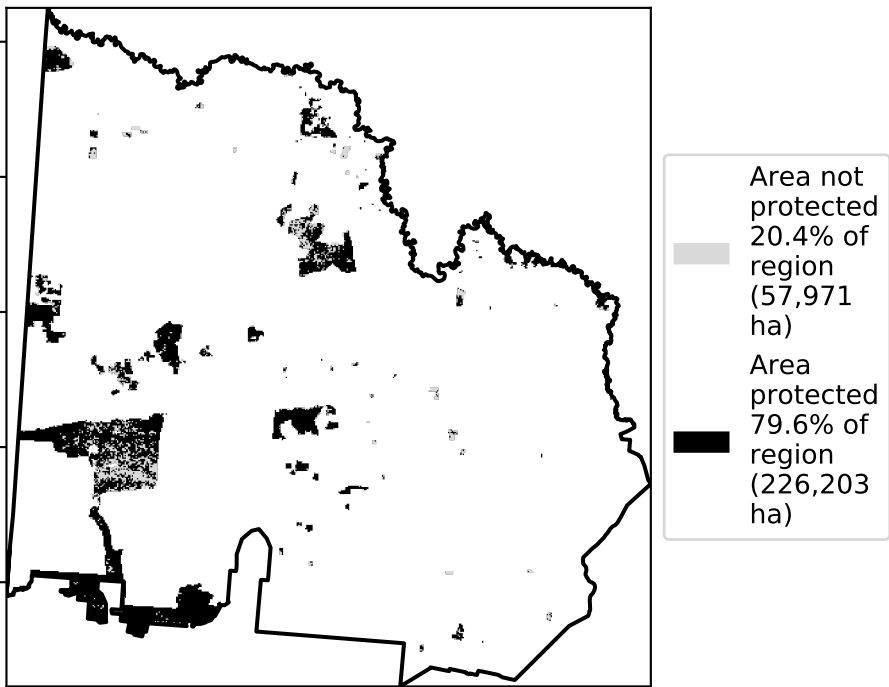 Area not
protected
20.4% of
region
(57,971
ha)
Area
protected
79.6% of
region
(226,203
ha)